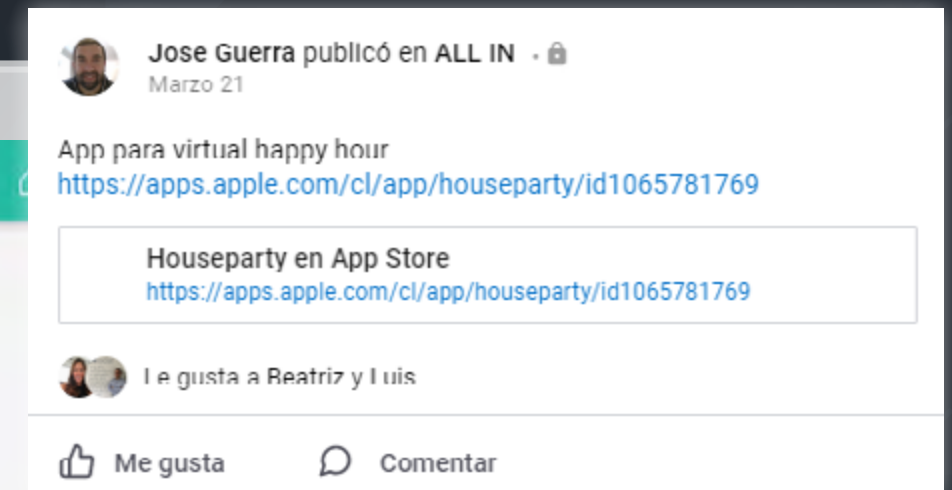 Jose Guerra publicó en ALL IN
Marzo 21
App para virtual happy hour
https://apps.apple.com/cl/app/houseparty/id1065781769
Houseparty en App Store
https://apps.apple.com/cl/app/houseparty/id1065781769
Le gusta a Beatriz y Luis
Me gusta
Comentar